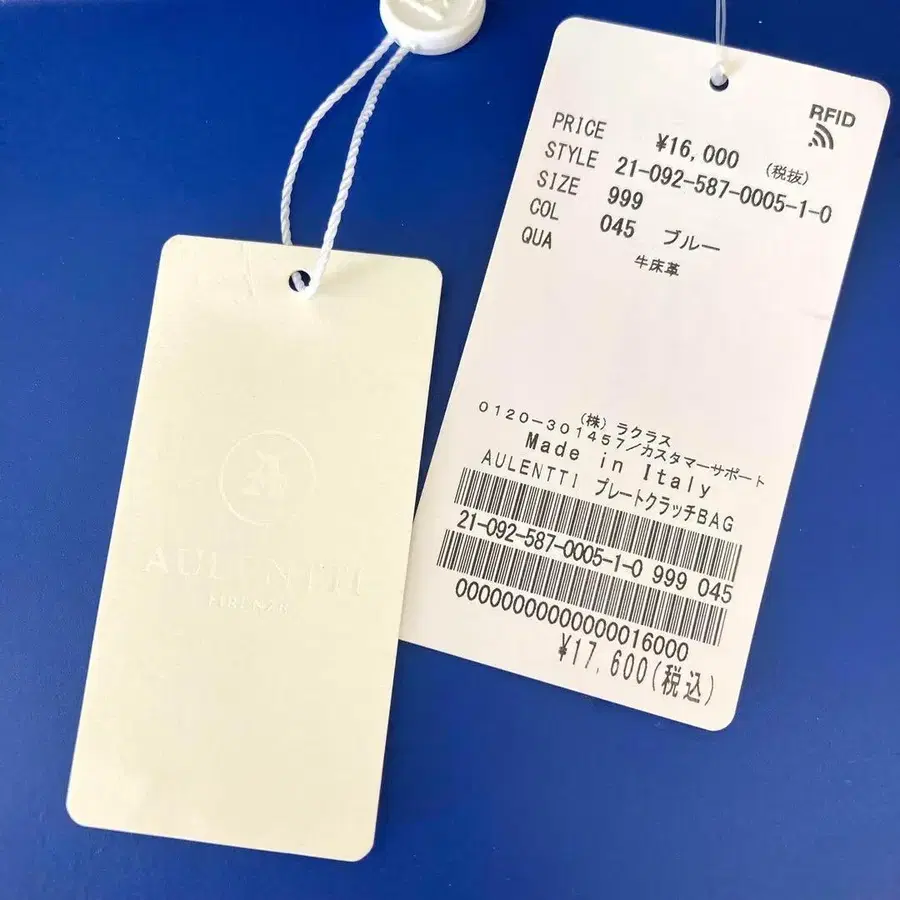 AULENTTI
FIRENZE
RFID
PRICE ¥16,000 (税抜)
STYLE 21-092-587-0005-1-0
SIZE 999
COL 045 ブルー
QUA 牛床革
(株) ラクラス
0120-301457/カスタマーサポート
Made in Italy
AULENTTI プレートクラッチBAG
21-092-587-0005-1-0 999 045
00000000000000016000
¥17,600(税込)